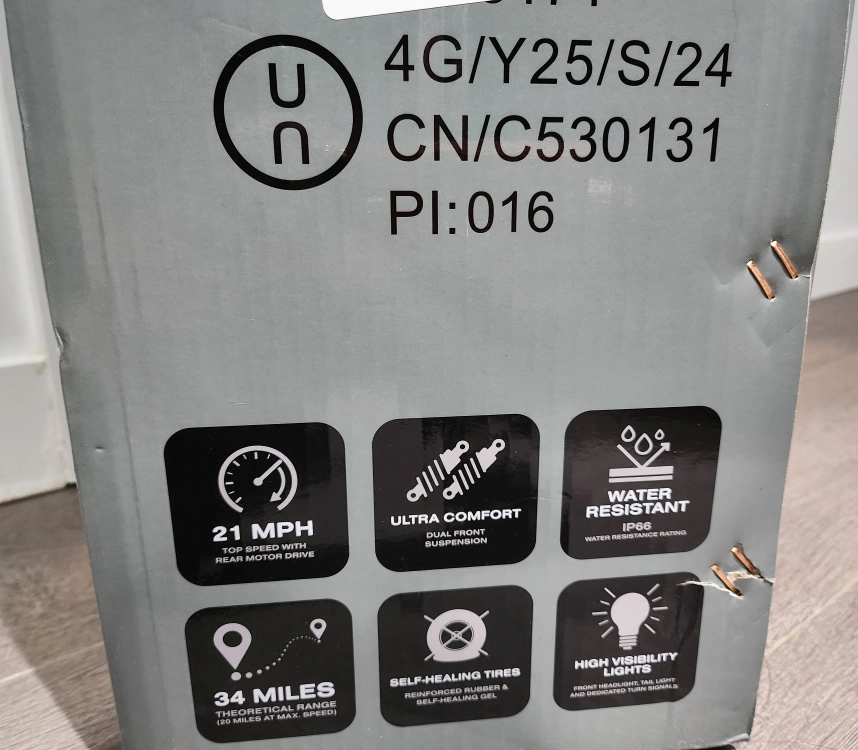 un
4G/Y25/S/24
CN/C530131
PI:016
21 MPH
TOP SPEED WITH
REAR MOTOR DRIVE
ULTRA COMFORT
DUAL FRONT
SUSPENSION
WATER
RESISTANT
IP66
WATER RESISTANCE RATING
34 MILES
THEORETICAL RANGE
(20 MILES AT MAX. SPEED)
SELF-HEALING TIRES
REINFORCED RUBBER &
SELF-HEALING GEL
HIGH VISIBILITY
LIGHTS
FRONT HEADLIGHT, TAIL LIGHT
AND DEDICATED TURN SIGNALS